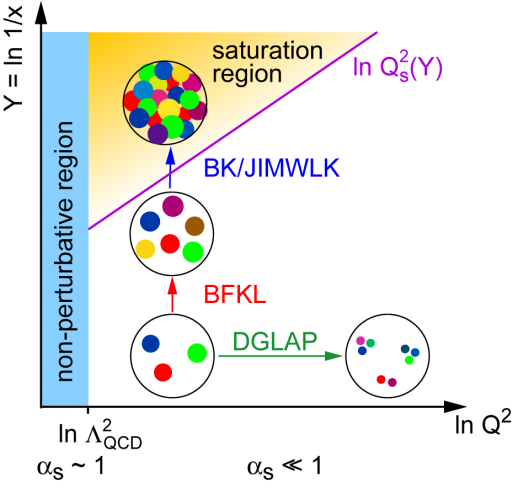 Y = ln 1/x
non-perturbative region
saturation
region
ln Q²ₛ(Y)
BK/JIMWLK
BFKL
DGLAP
ln Q²
ln Λ²QCD
αₛ ~ 1
αₛ ≪ 1